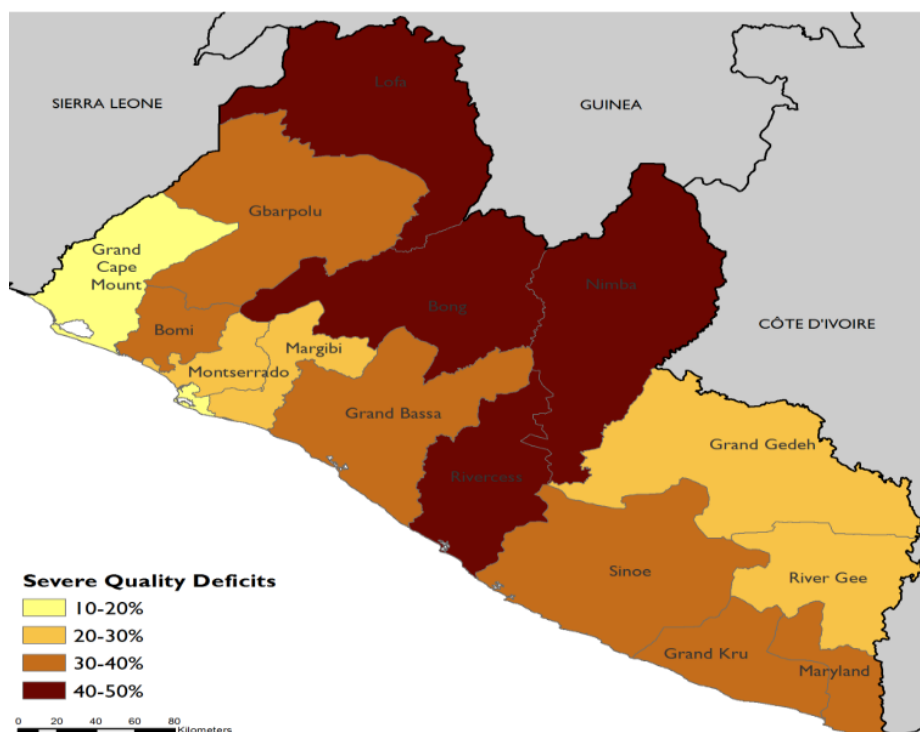 Lofa
SIERRA LEONE
GUINEA
Gbarpolu
Grand
Cape
Mount
Nimba
Bong
CÔTE D'IVOIRE
Bomi
Margibi
Montserrado
Grand Bassa
Grand Gedeh
Rivercess
Sinoe
River Gee
Severe Quality Deficits
10-20%
20-30%
30-40%
40-50%
Grand Kru
Maryland
0 20 40 60 80
Kilometers